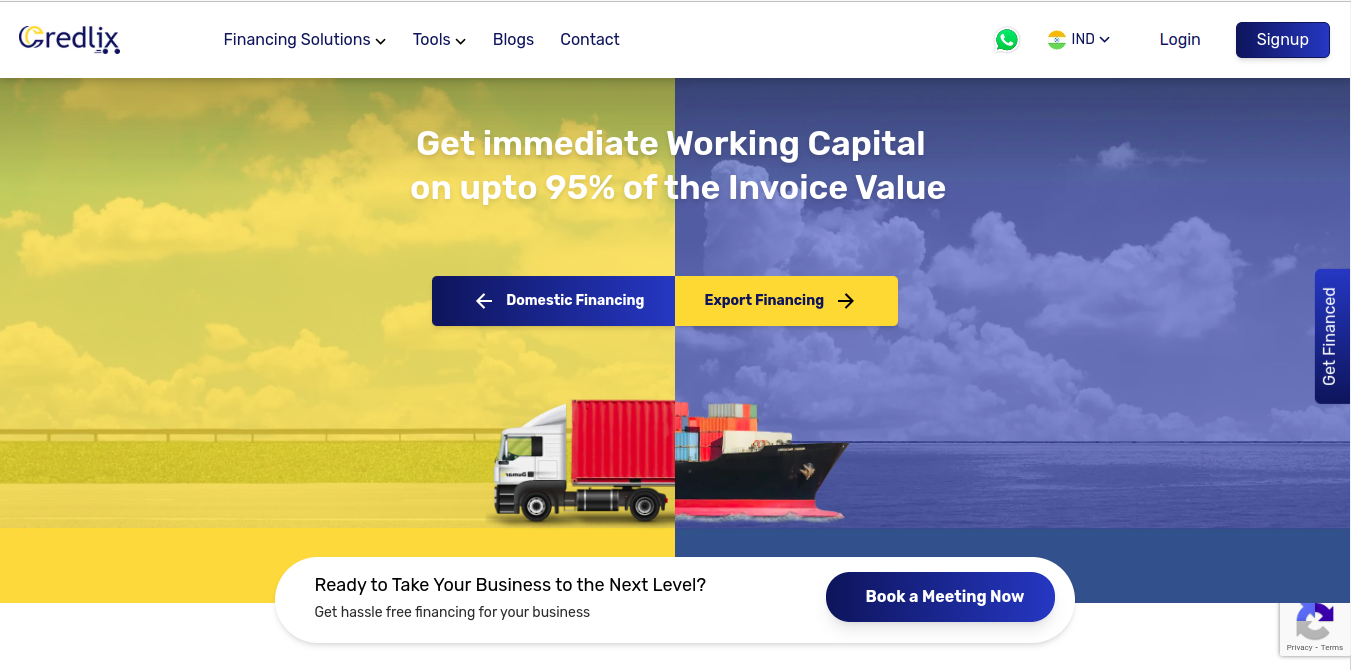 Credlix
Financing Solutions Tools Blogs Contact IND Login Signup
Get immediate Working Capital
on upto 95% of the Invoice Value
Domestic Financing Export Financing
Get Financed
Ready to Take Your Business to the Next Level?
Get hassle free financing for your business
Book a Meeting Now
Privacy - Terms